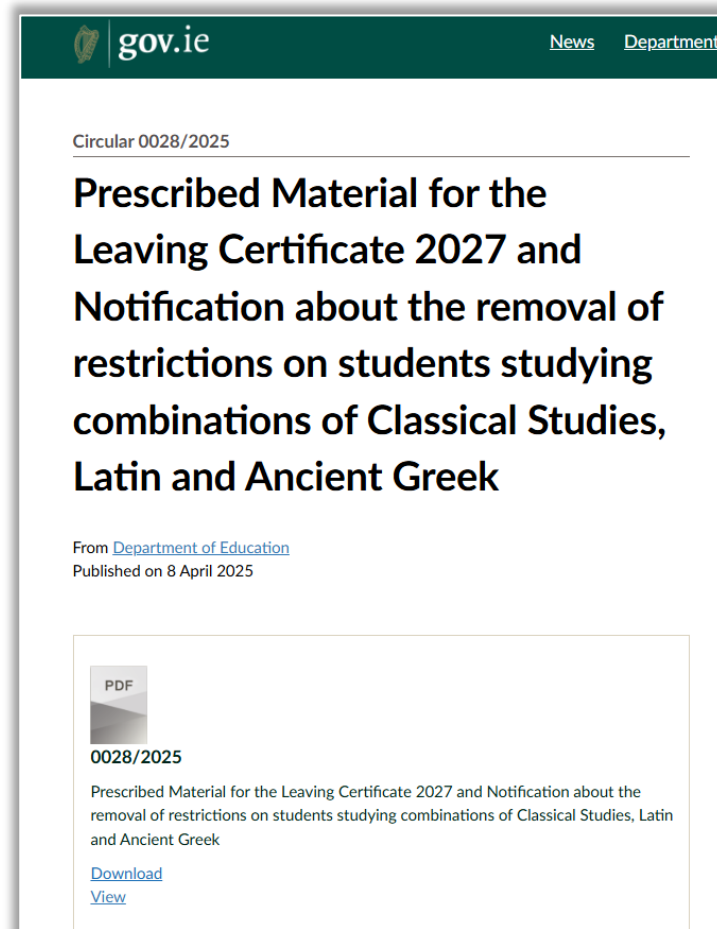 gov.ie
News Department
Circular 0028/2025
Prescribed Material for the
Leaving Certificate 2027 and
Notification about the removal of
restrictions on students studying
combinations of Classical Studies,
Latin and Ancient Greek
From Department of Education
Published on 8 April 2025
PDF
0028/2025
Prescribed Material for the Leaving Certificate 2027 and Notification about the
removal of restrictions on students studying combinations of Classical Studies, Latin
and Ancient Greek
Download
View